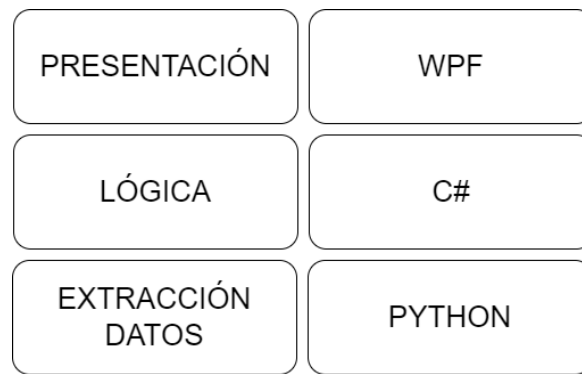 PRESENTACIÓN
WPF
LÓGICA
C#
EXTRACCIÓN
DATOS
PYTHON